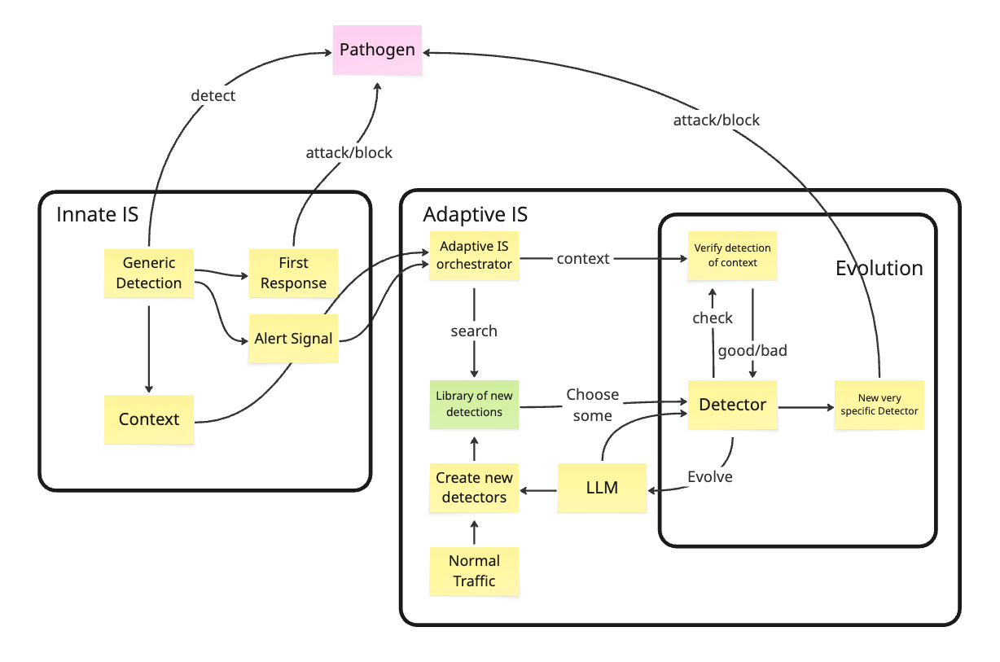 Pathogen
detect
attack/block
attack/block
Innate IS
Generic
Detection
First
Response
Alert Signal
Context
Adaptive IS
Adaptive IS
orchestrator
context
search
Library of new
detections
Choose
some
Create new
detectors
LLM
Normal
Traffic
Evolution
Verify detection
of context
check
good/bad
Detector
New very
specific Detector
Evolve